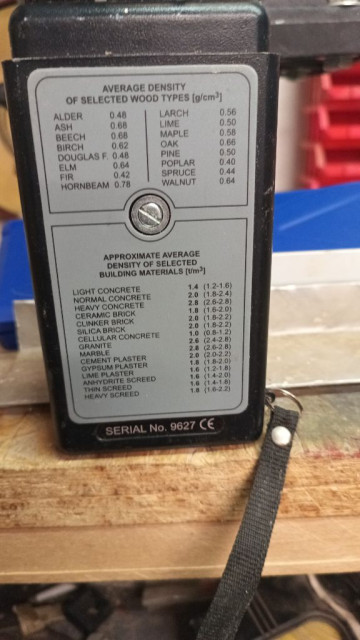 AVERAGE DENSITY
OF SELECTED WOOD TYPES [g/cm³]
ALDER 0.48 LARCH 0.56
ASH 0.68 LIME 0.50
BEECH 0.68 MAPLE 0.58
BIRCH 0.62 OAK 0.66
DOUGLAS F. 0.48 PINE 0.50
ELM 0.64 POPLAR 0.40
FIR 0.42 SPRUCE 0.44
HORNBEAM 0.78 WALNUT 0.64
APPROXIMATE AVERAGE
DENSITY OF SELECTED
BUILDING MATERIALS [t/m³]
LIGHT CONCRETE 1.4 (1.2-1.6)
NORMAL CONCRETE 2.0 (1.8-2.4)
HEAVY CONCRETE 2.8 (2.6-2.8)
CERAMIC BRICK 1.8 (1.6-2.0)
CLINKER BRICK 2.0 (1.8-2.2)
SILICA BRICK 2.0 (1.8-2.2)
CELLULAR CONCRETE 1.0 (0.8-1.2)
GRANITE 2.6 (2.4-2.8)
MARBLE 2.8 (2.6-2.8)
CEMENT PLASTER 2.0 (2.0-2.2)
GYPSUM PLASTER 1.8 (1.8-2.0)
LIME PLASTER 1.6 (1.2-1.8)
ANHYDRITE SCREED 1.6 (1.4-2.0)
THIN SCREED 1.6 (1.4-1.8)
HEAVY SCREED 1.8 (1.6-2.2)
SERIAL No. 9627 CE